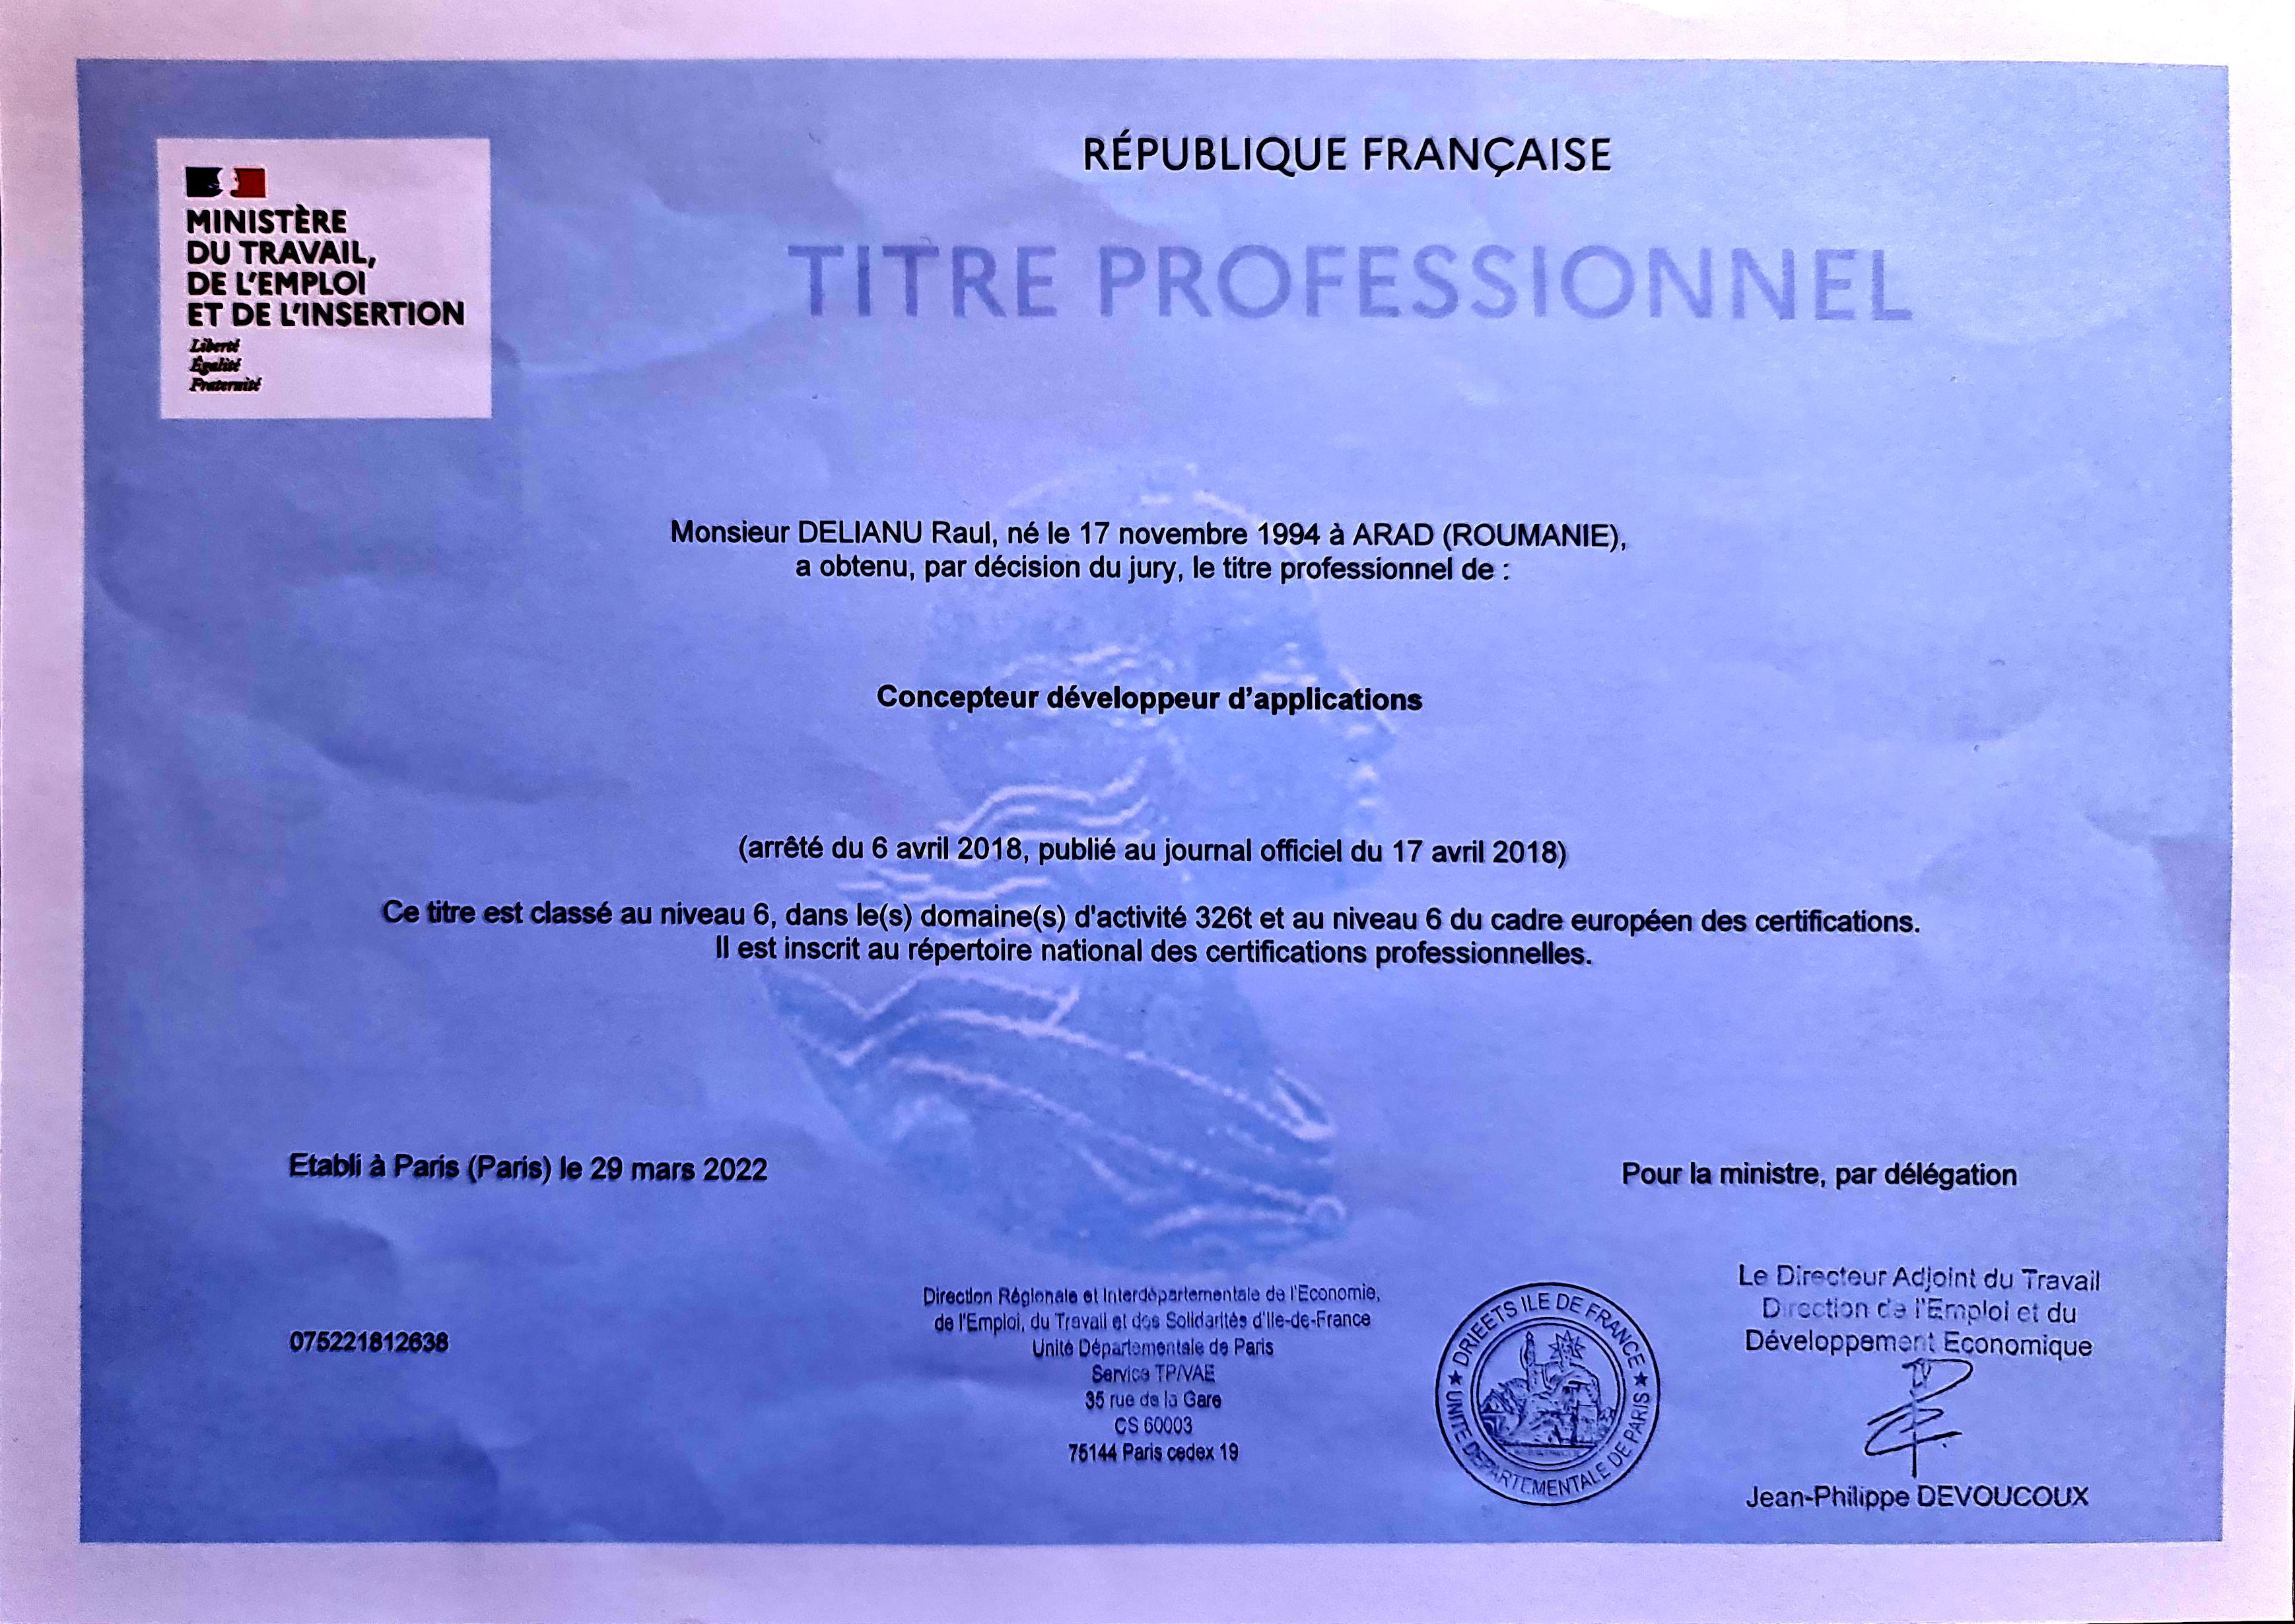 MINISTÈRE
DU TRAVAIL,
DE L'EMPLOI
ET DE L'INSERTION
Liberté
Égalité
Fraternité
RÉPUBLIQUE FRANÇAISE
TITRE PROFESSIONNEL
Monsieur DELIANU Raul, né le 17 novembre 1994 à ARAD (ROUMANIE),
a obtenu, par décision du jury, le titre professionnel de :
Concepteur développeur d'applications
(arrêté du 6 avril 2018, publié au journal officiel du 17 avril 2018)
Ce titre est classé au niveau 6, dans le(s) domaine(s) d'activité 326t et au niveau 6 du cadre européen des certifications.
Il est inscrit au répertoire national des certifications professionnelles.
Etabli à Paris (Paris) le 29 mars 2022
Pour la ministre, par délégation
075221812638
Direction Régionale et Interdépartementale de l'Economie,
de l'Emploi, du Travail et des Solidarités d'Ile-de-France
Unité Départementale de Paris
Service TP/VAE
35 rue de la Gare
CS 60003
75144 Paris cedex 19
DRIEETS ILE DE FRANCE
UNITE DEPARTEMENTALE DE PARIS
Le Directeur Adjoint du Travail
Direction de l'Emploi et du
Développement Economique
Jean-Philippe DEVOUCOUX